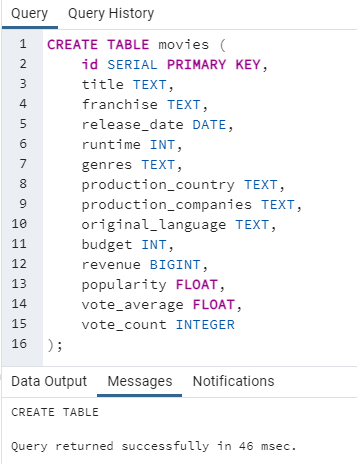 Query Query History
1 CREATE TABLE movies (
2 id SERIAL PRIMARY KEY,
3 title TEXT,
4 franchise TEXT,
5 release_date DATE,
6 runtime INT,
7 genres TEXT,
8 production_country TEXT,
9 production_companies TEXT,
10 original_language TEXT,
11 budget INT,
12 revenue BIGINT,
13 popularity FLOAT,
14 vote_average FLOAT,
15 vote_count INTEGER
16 );
Data Output Messages Notifications
CREATE TABLE
Query returned successfully in 46 msec.